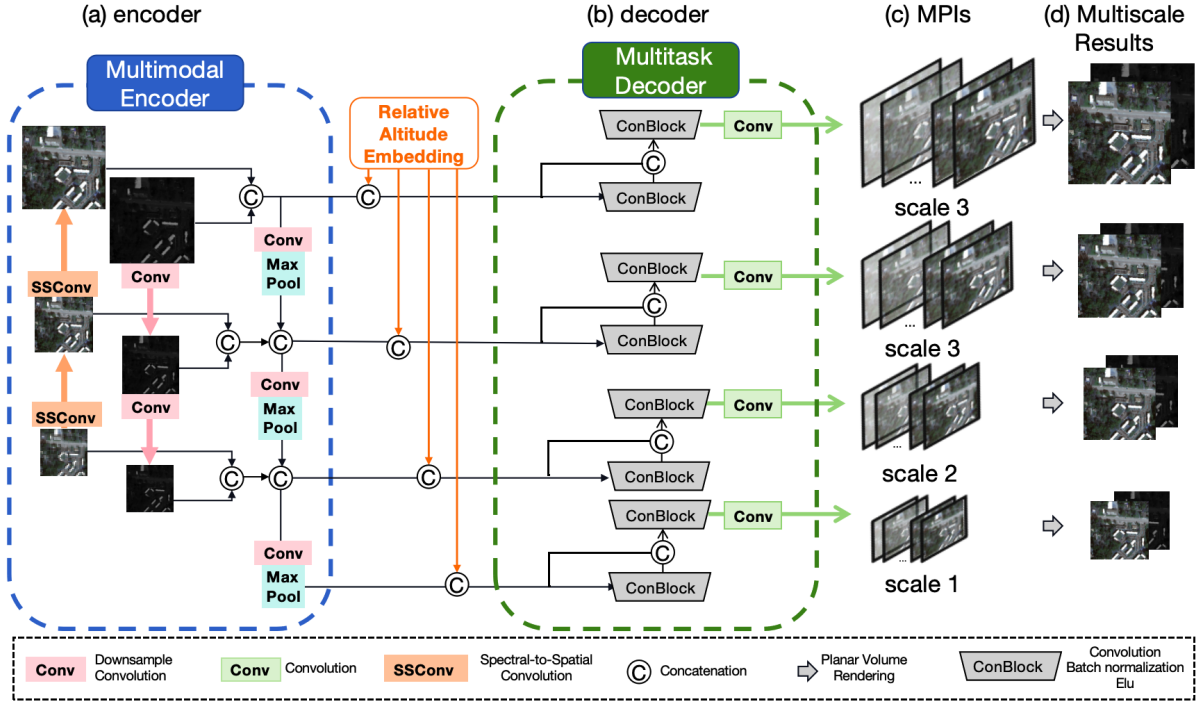 (a) encoder
(b) decoder
(c) MPIs
(d) Multiscale
Results
Multimodal
Encoder
Relative
Altitude
Embedding
Multitask
Decoder
ConBlock
Conv
C
C
C
ConBlock
...
scale 3
Conv
Max
Pool
SSConv
Conv
ConBlock
Conv
C
C
C
C
ConBlock
...
scale 3
Conv
Max
Pool
SSConv
Conv
ConBlock
Conv
C
C
C
C
ConBlock
...
scale 2
ConBlock
Conv
Conv
Max
Pool
C
C
ConBlock
...
scale 1
Conv
Downsample
Convolution
Conv
Convolution
SSConv
Spectral-to-Spatial
Convolution
C
Concatenation
Planar Volume
Rendering
ConBlock
Convolution
Batch normalization
Elu